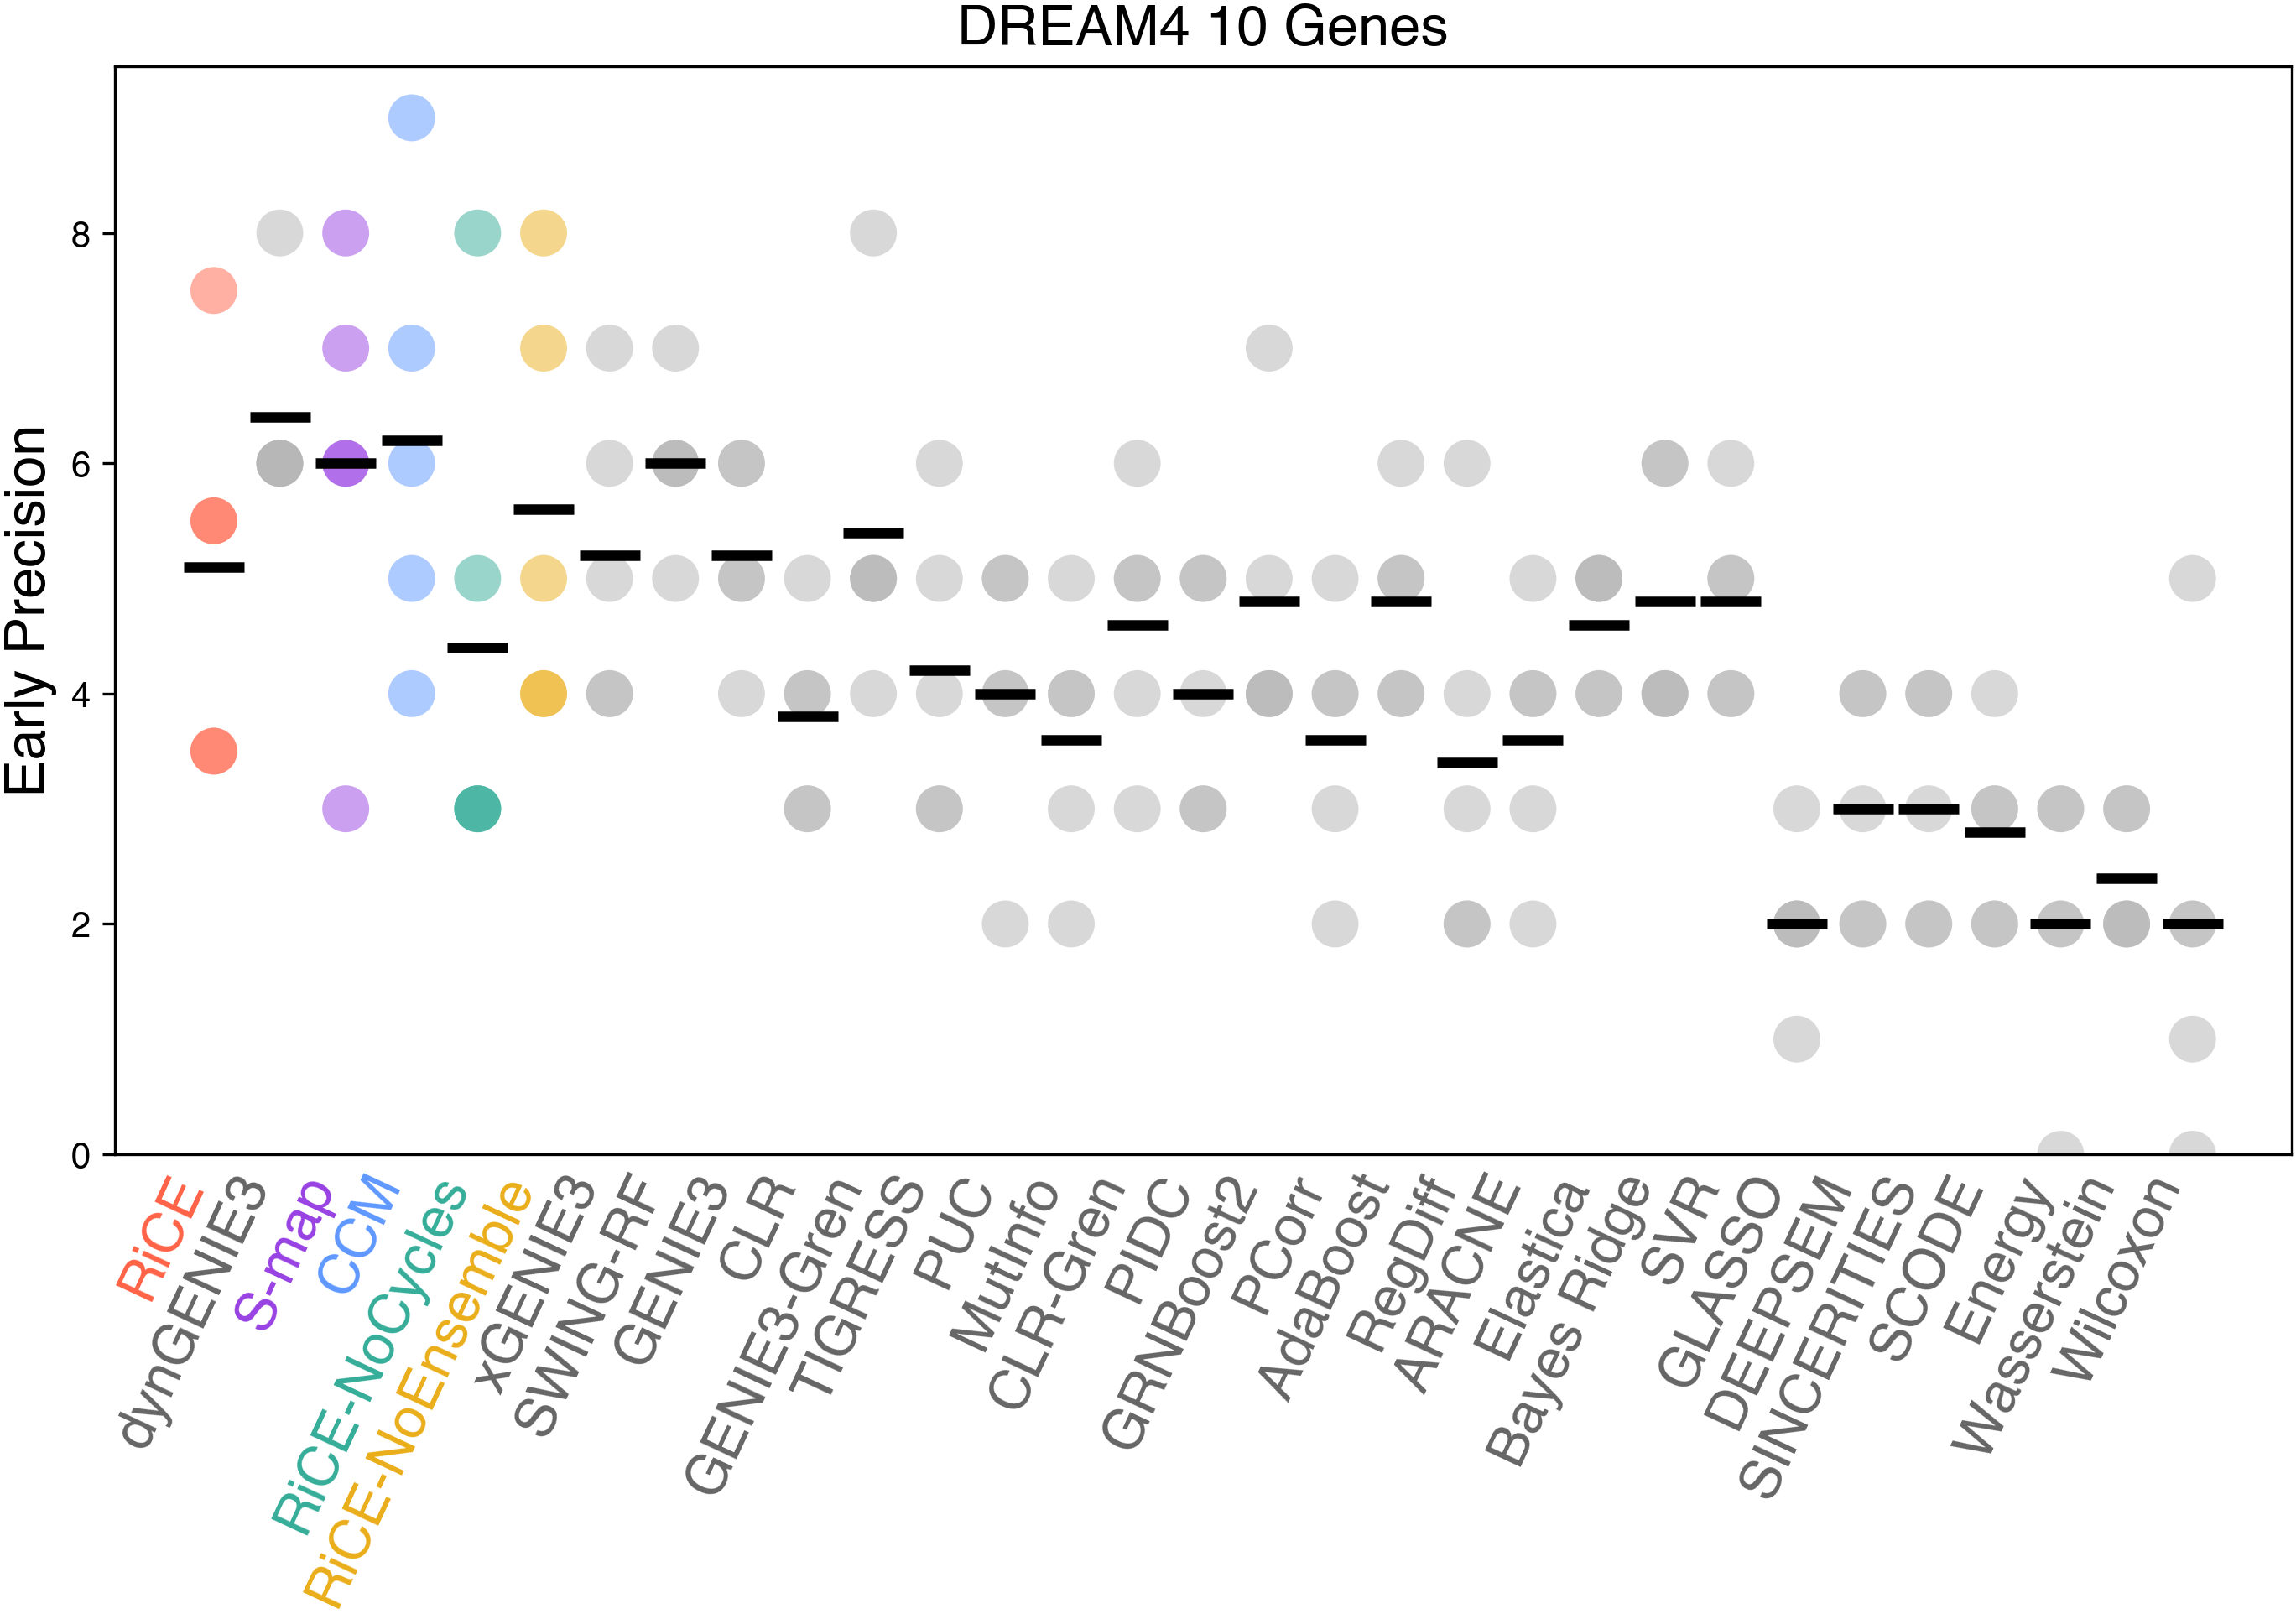 DREAM4 10 Genes
Early Precision
8
6
4
2
0
RiCE
dynGENIE3
S-map
CCM
RiCE-NoCycles
RiCE-NoEnsemble
xGENIE3
SWING-RF
GENIE3
CLR
GENIE3-Gren
TIGRESS
PUC
MutInfo
CLR-Gren
PIDC
GRNBoost2
PCorr
AdaBoost
RegDiff
ARACNE
Elastica
Bayes Ridge
SVR
GLASSO
DEEPSEM
SINCERITIES
SCODE
Energy
Wasserstein
Wilcoxon